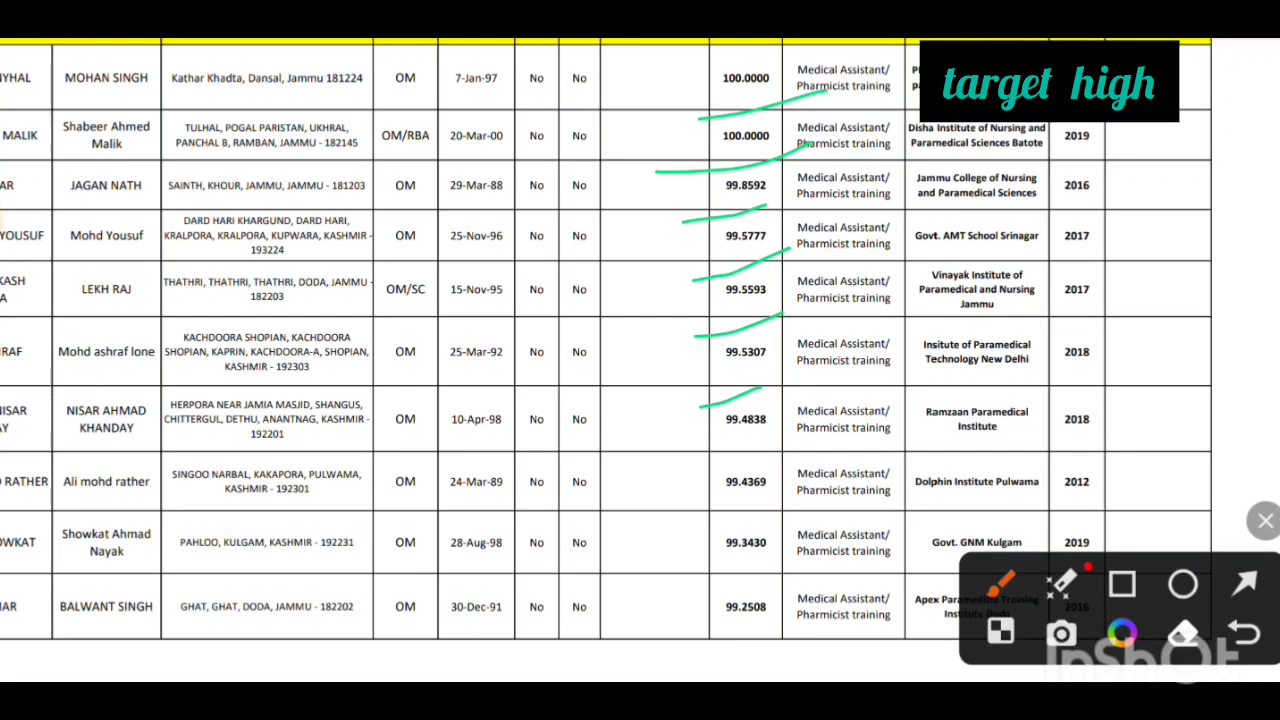 target high
NYHAL MOHAN SINGH Kathar Khadta, Dansal, Jammu 181224 OM 7-Jan-97 No No 100.0000 Medical Assistant/
Pharmicist training
MALIK Shabeer Ahmed
Malik
TULHAL, POGAL PARISTAN, UKHRAL,
PANCHAL B, RAMBAN, JAMMU - 182145
OM/RBA 20-Mar-00 No No 100.0000
Medical Assistant/
Pharmicist training
Disha Institute of Nursing and
Paramedical Sciences Batote
2019
AR JAGAN NATH SAINTH, KHOUR, JAMMU, JAMMU - 181203 OM 29-Mar-88 No No 99.8592
Medical Assistant/
Pharmicist training
Jammu College of Nursing
and Paramedical Sciences
2016
YOUSUF Mohd Yousuf
DARD HARI KHARGUND, DARD HARI,
KRALPORA, KRALPORA, KUPWARA, KASHMIR -
193224
OM 25-Nov-96 No No 99.5777
Medical Assistant/
Pharmicist training
Govt. AMT School Srinagar 2017
KASH
A
LEKH RAJ
THATHRI, THATHRI, THATHRI, DODA, JAMMU -
182203
OM/SC 15-Nov-95 No No 99.5593
Medical Assistant/
Pharmicist training
Vinayak Institute of
Paramedical and Nursing
Jammu
2017
HRAF Mohd ashraf lone
KACHDOORA SHOPIAN, KACHDOORA
SHOPIAN, KAPRIN, KACHDOORA-A, SHOPIAN,
KASHMIR - 192303
OM 25-Mar-92 No No 99.5307
Medical Assistant/
Pharmicist training
Insitute of Paramedical
Technology New Delhi
2018
NISAR
AY
NISAR AHMAD
KHANDAY
HERPORA NEAR JAMIA MASJID, SHANGUS,
CHITTERGUL, DETHU, ANANTNAG, KASHMIR -
192201
OM 10-Apr-98 No No 99.4838
Medical Assistant/
Pharmicist training
Ramzaan Paramedical
Institute
2018
RATHER Ali mohd rather
SINGOO NARBAL, KAKAPORA, PULWAMA,
KASHMIR - 192301
OM 24-Mar-89 No No 99.4369
Medical Assistant/
Pharmicist training
Dolphin Institute Pulwama 2012
OWKAT
Showkat Ahmad
Nayak
PAHLOO, KULGAM, KASHMIR - 192231 OM 28-Aug-98 No No 99.3430
Medical Assistant/
Pharmicist training
Govt. GNM Kulgam 2019
AR BALWANT SINGH GHAT, GHAT, DODA, JAMMU - 182202 OM 30-Dec-91 No No 99.2508
Medical Assistant/
Pharmicist training
Apex Paramedica Training
Institute Doda
2016
InShOt